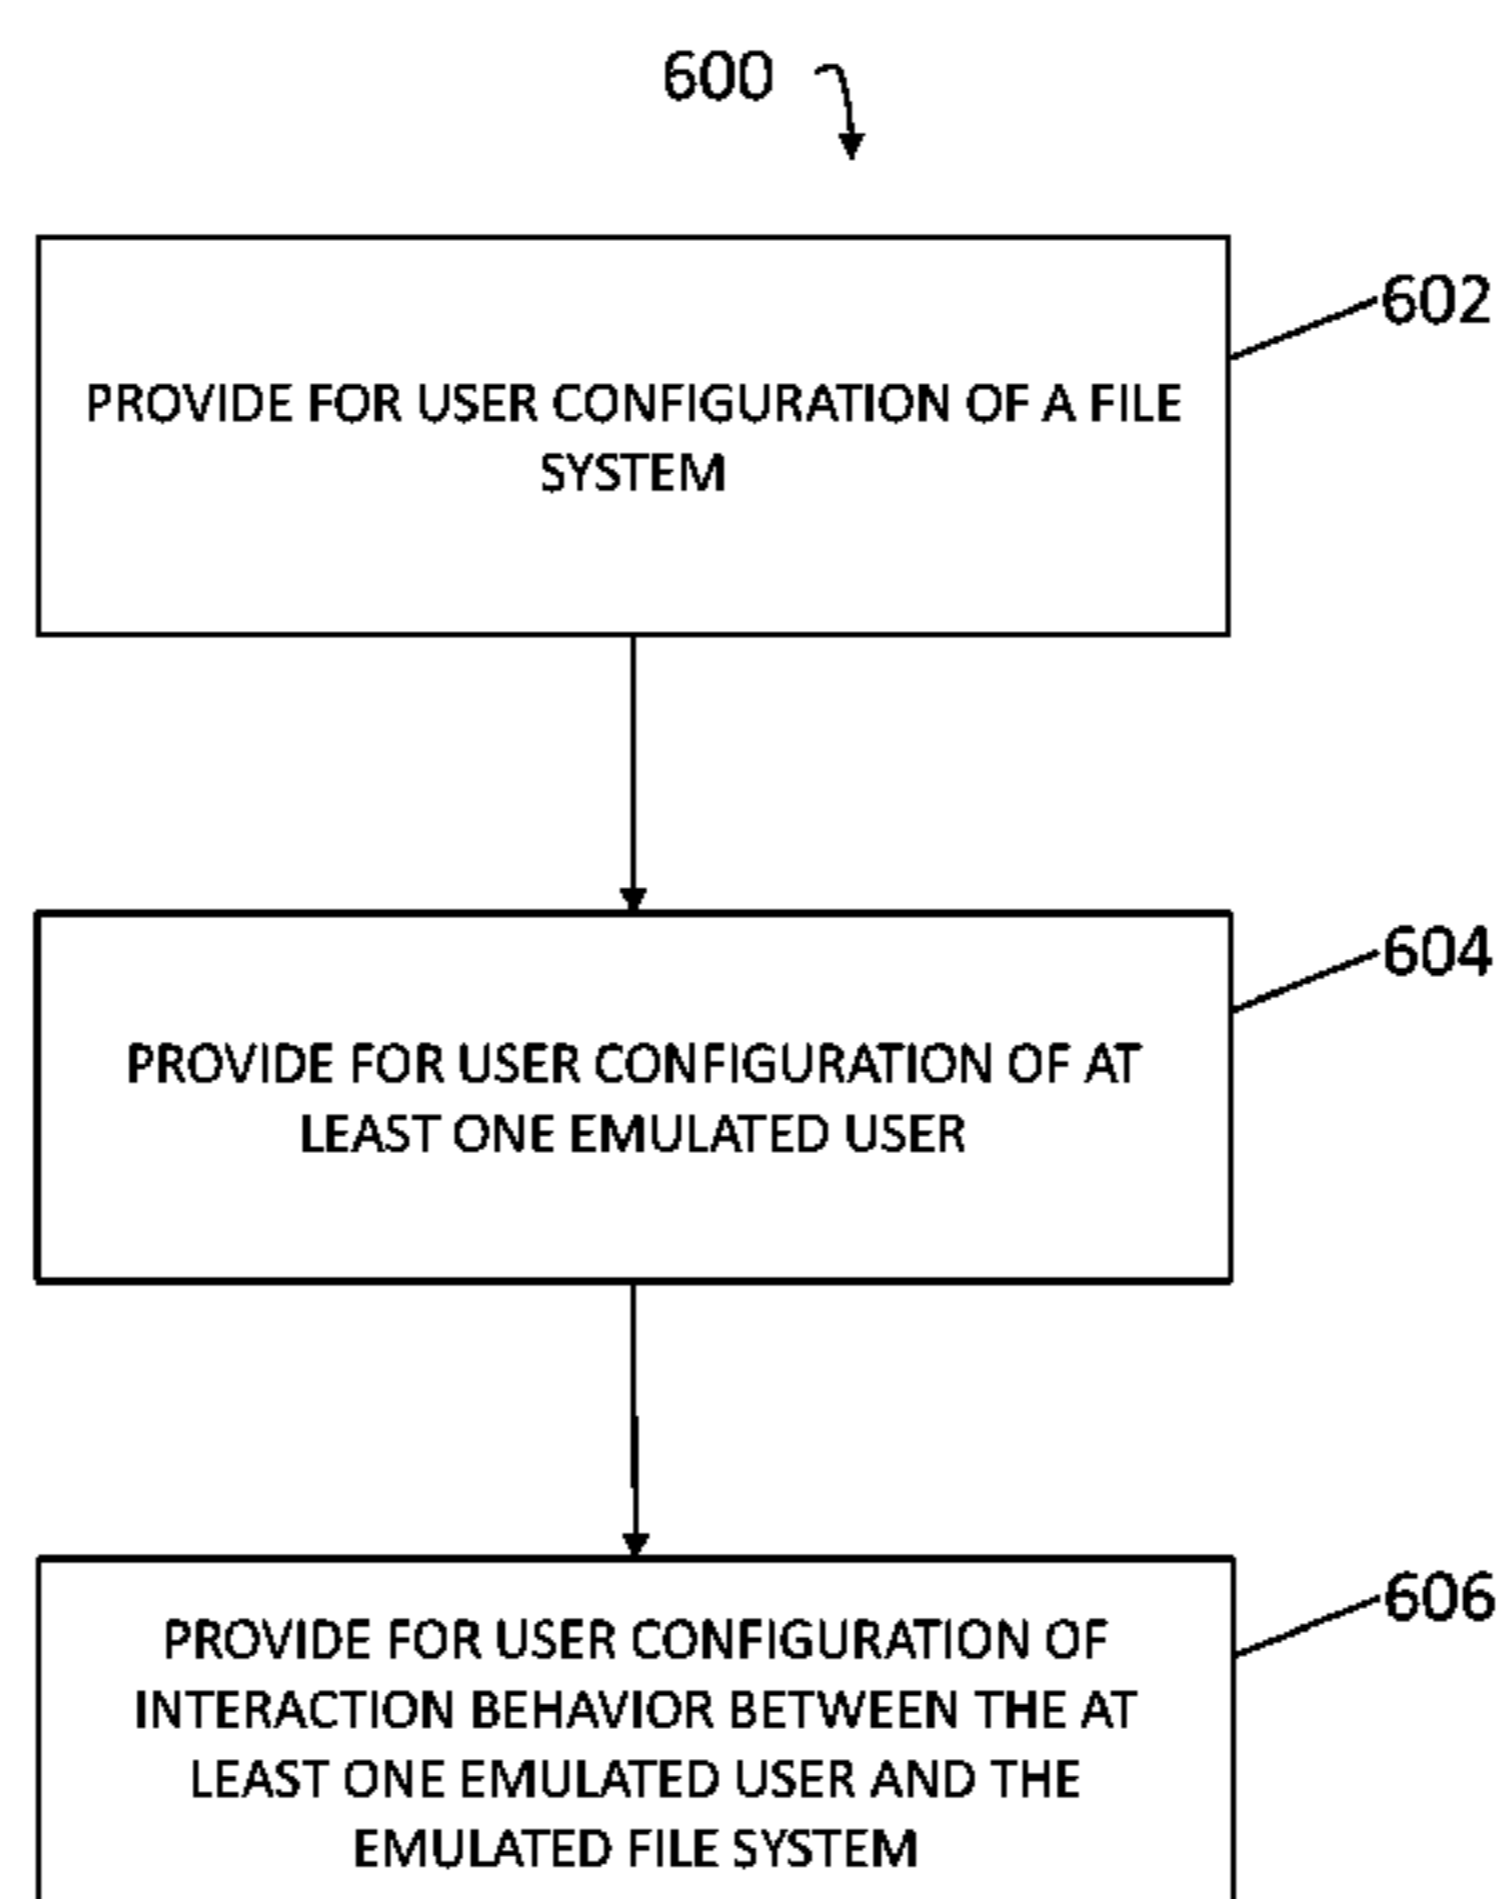 600
602
PROVIDE FOR USER CONFIGURATION OF A FILE
SYSTEM
604
PROVIDE FOR USER CONFIGURATION OF AT
LEAST ONE EMULATED USER
606
PROVIDE FOR USER CONFIGURATION OF
INTERACTION BEHAVIOR BETWEEN THE AT
LEAST ONE EMULATED USER AND THE
EMULATED FILE SYSTEM